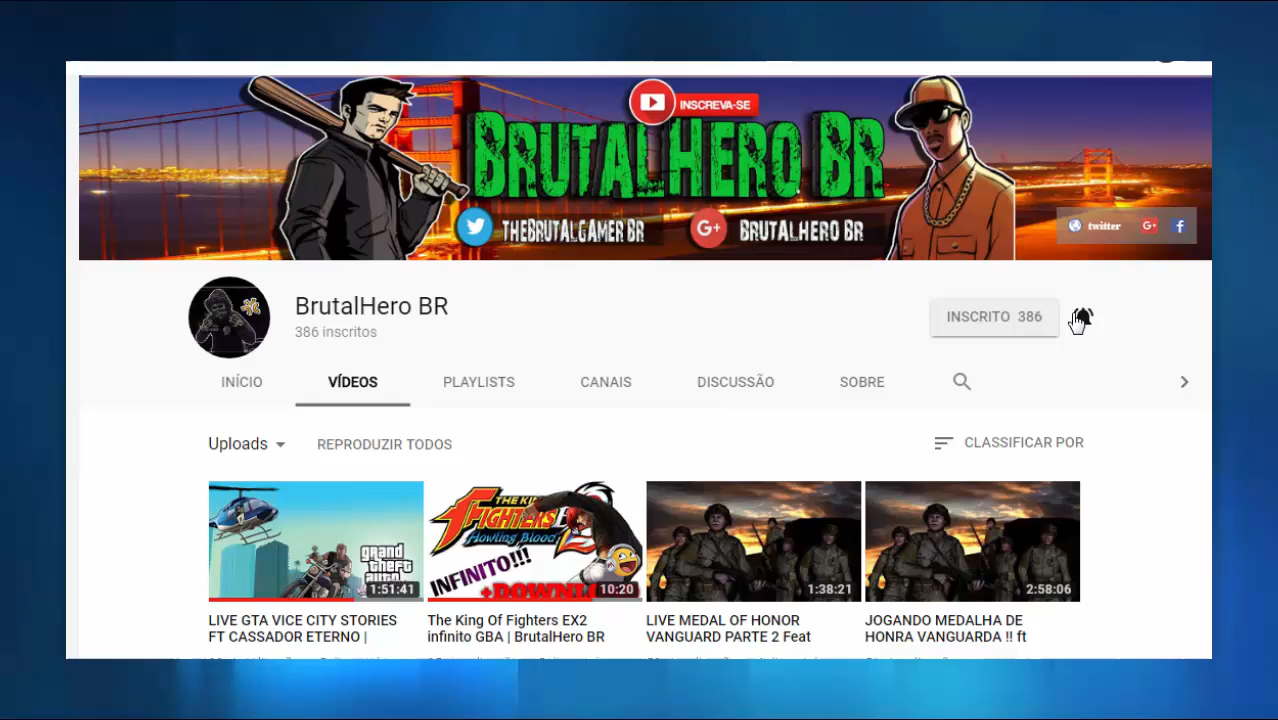 INSCREVA-SE
BRUTALHERO BR
THEBRUTALGAMER BR
G+
BRUTALHERO BR
twitter
G+
f
BrutalHero BR
386 inscritos
INSCRITO 386
INÍCIO
VÍDEOS
PLAYLISTS
CANAIS
DISCUSSÃO
SOBRE
Uploads
REPRODUZIR TODOS
CLASSIFICAR POR
grand
theft
auto
1:51:41
THE KING
FIGHTERS
Howling Blood
INFINITO!!!
10:20
1:38:21
2:58:06
LIVE GTA VICE CITY STORIES
FT CASSADOR ETERNO |
The King Of Fighters EX2
infinito GBA | BrutalHero BR
LIVE MEDAL OF HONOR
VANGUARD PARTE 2 Feat
JOGANDO MEDALHA DE
HONRA VANGUARDA !! ft